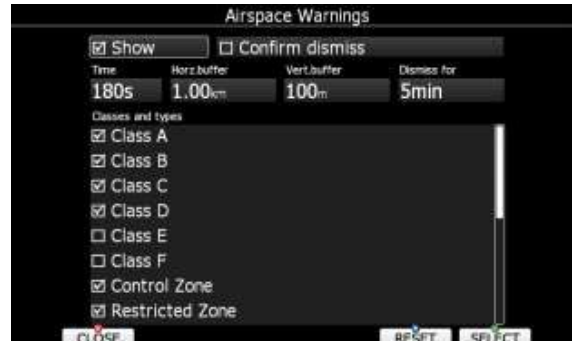 Airspace Warnings
Show Confirm dismiss
Time Horz.buffer Vert.buffer Dismiss for
180s 1.00km 100m 5min
Classes and types
Class A
Class B
Class C
Class D
Class E
Class F
Control Zone
Restricted Zone
CLOSE RESET SELECT